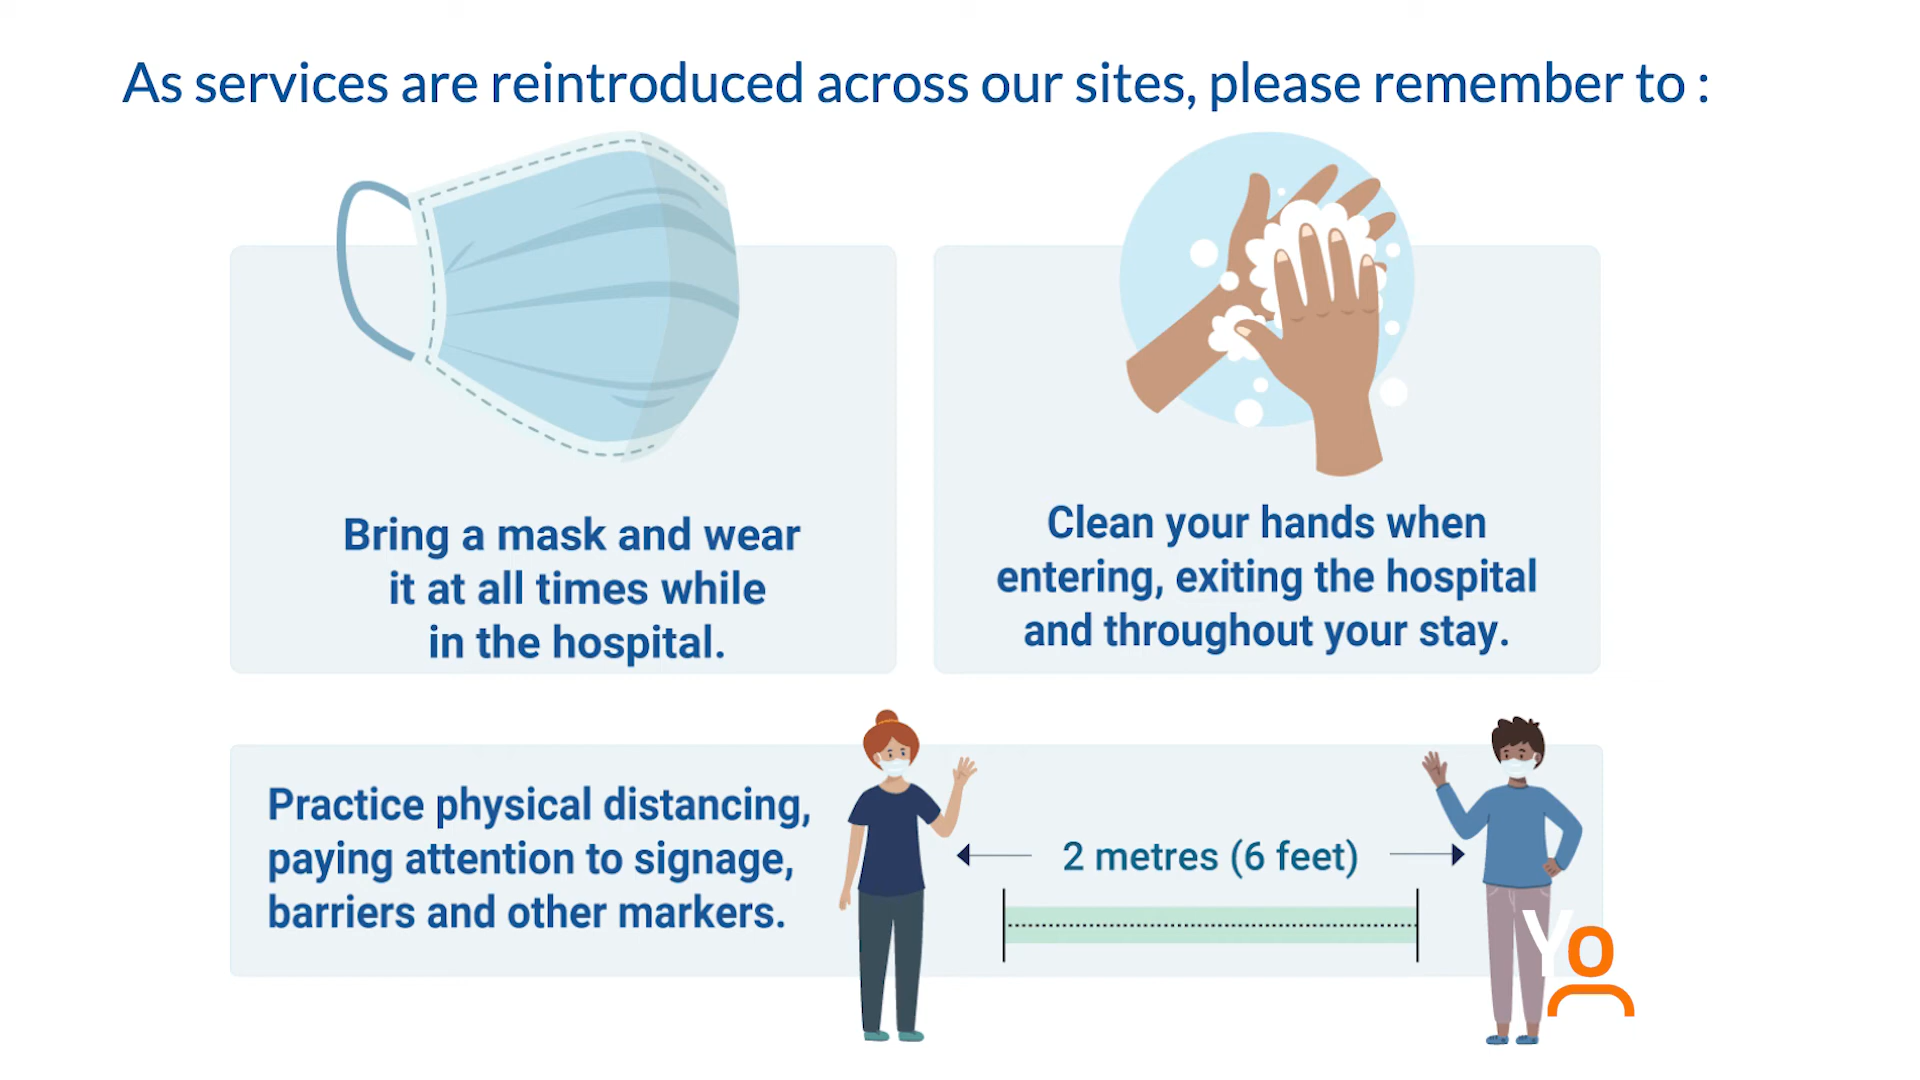 As services are reintroduced across our sites, please remember to :
Bring a mask and wear
it at all times while
in the hospital.
Clean your hands when
entering, exiting the hospital
and throughout your stay.
Practice physical distancing,
paying attention to signage,
barriers and other markers.
2 metres (6 feet)
Yo